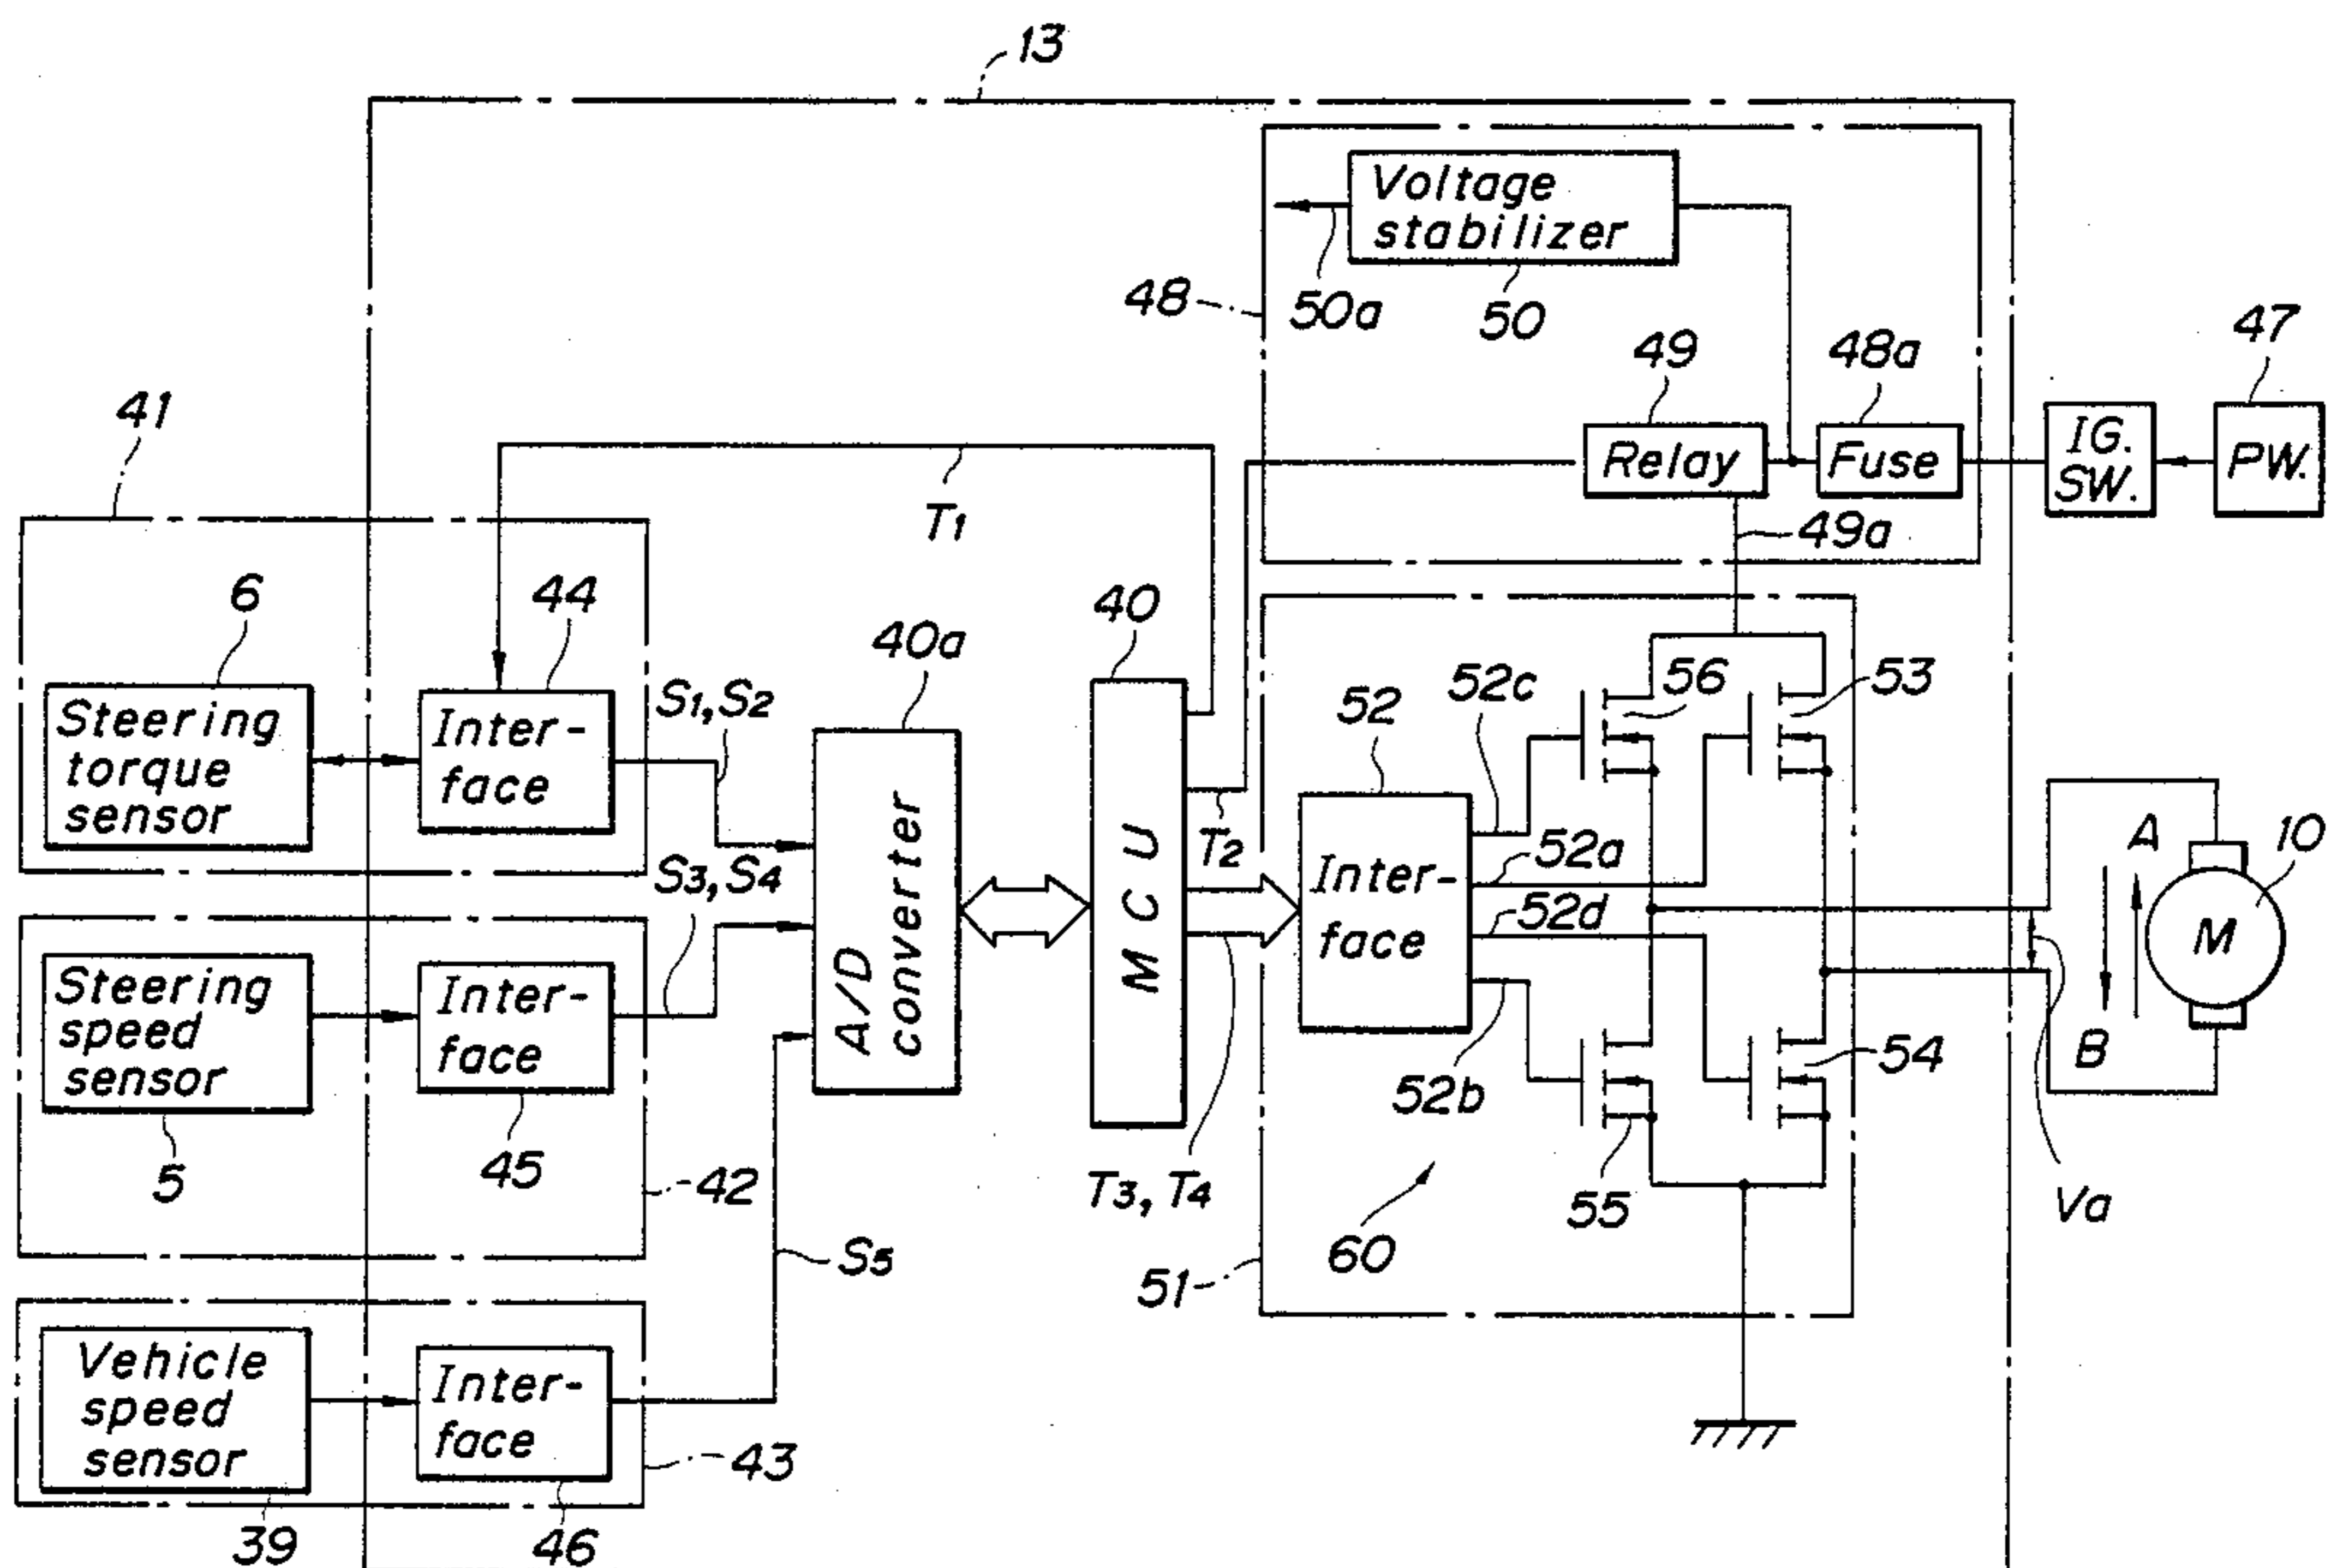 13
Voltage
stabilizer
48
50a
50
47
49
48a
41
Relay
Fuse
IG.
SW.
PW.
T1
49a
6
44
40
40a
52c
56
53
S1, S2
52
Steering
torque
sensor
Inter-
face
10
A
52a
T2
S3, S4
A/D
converter
MCU
Inter-
face
52d
M
Steering
speed
sensor
Inter-
face
B
54
52b
5
45
42
T3, T4
55
Va
60
S5
51
Vehicle
speed
sensor
Inter-
face
43
39
46